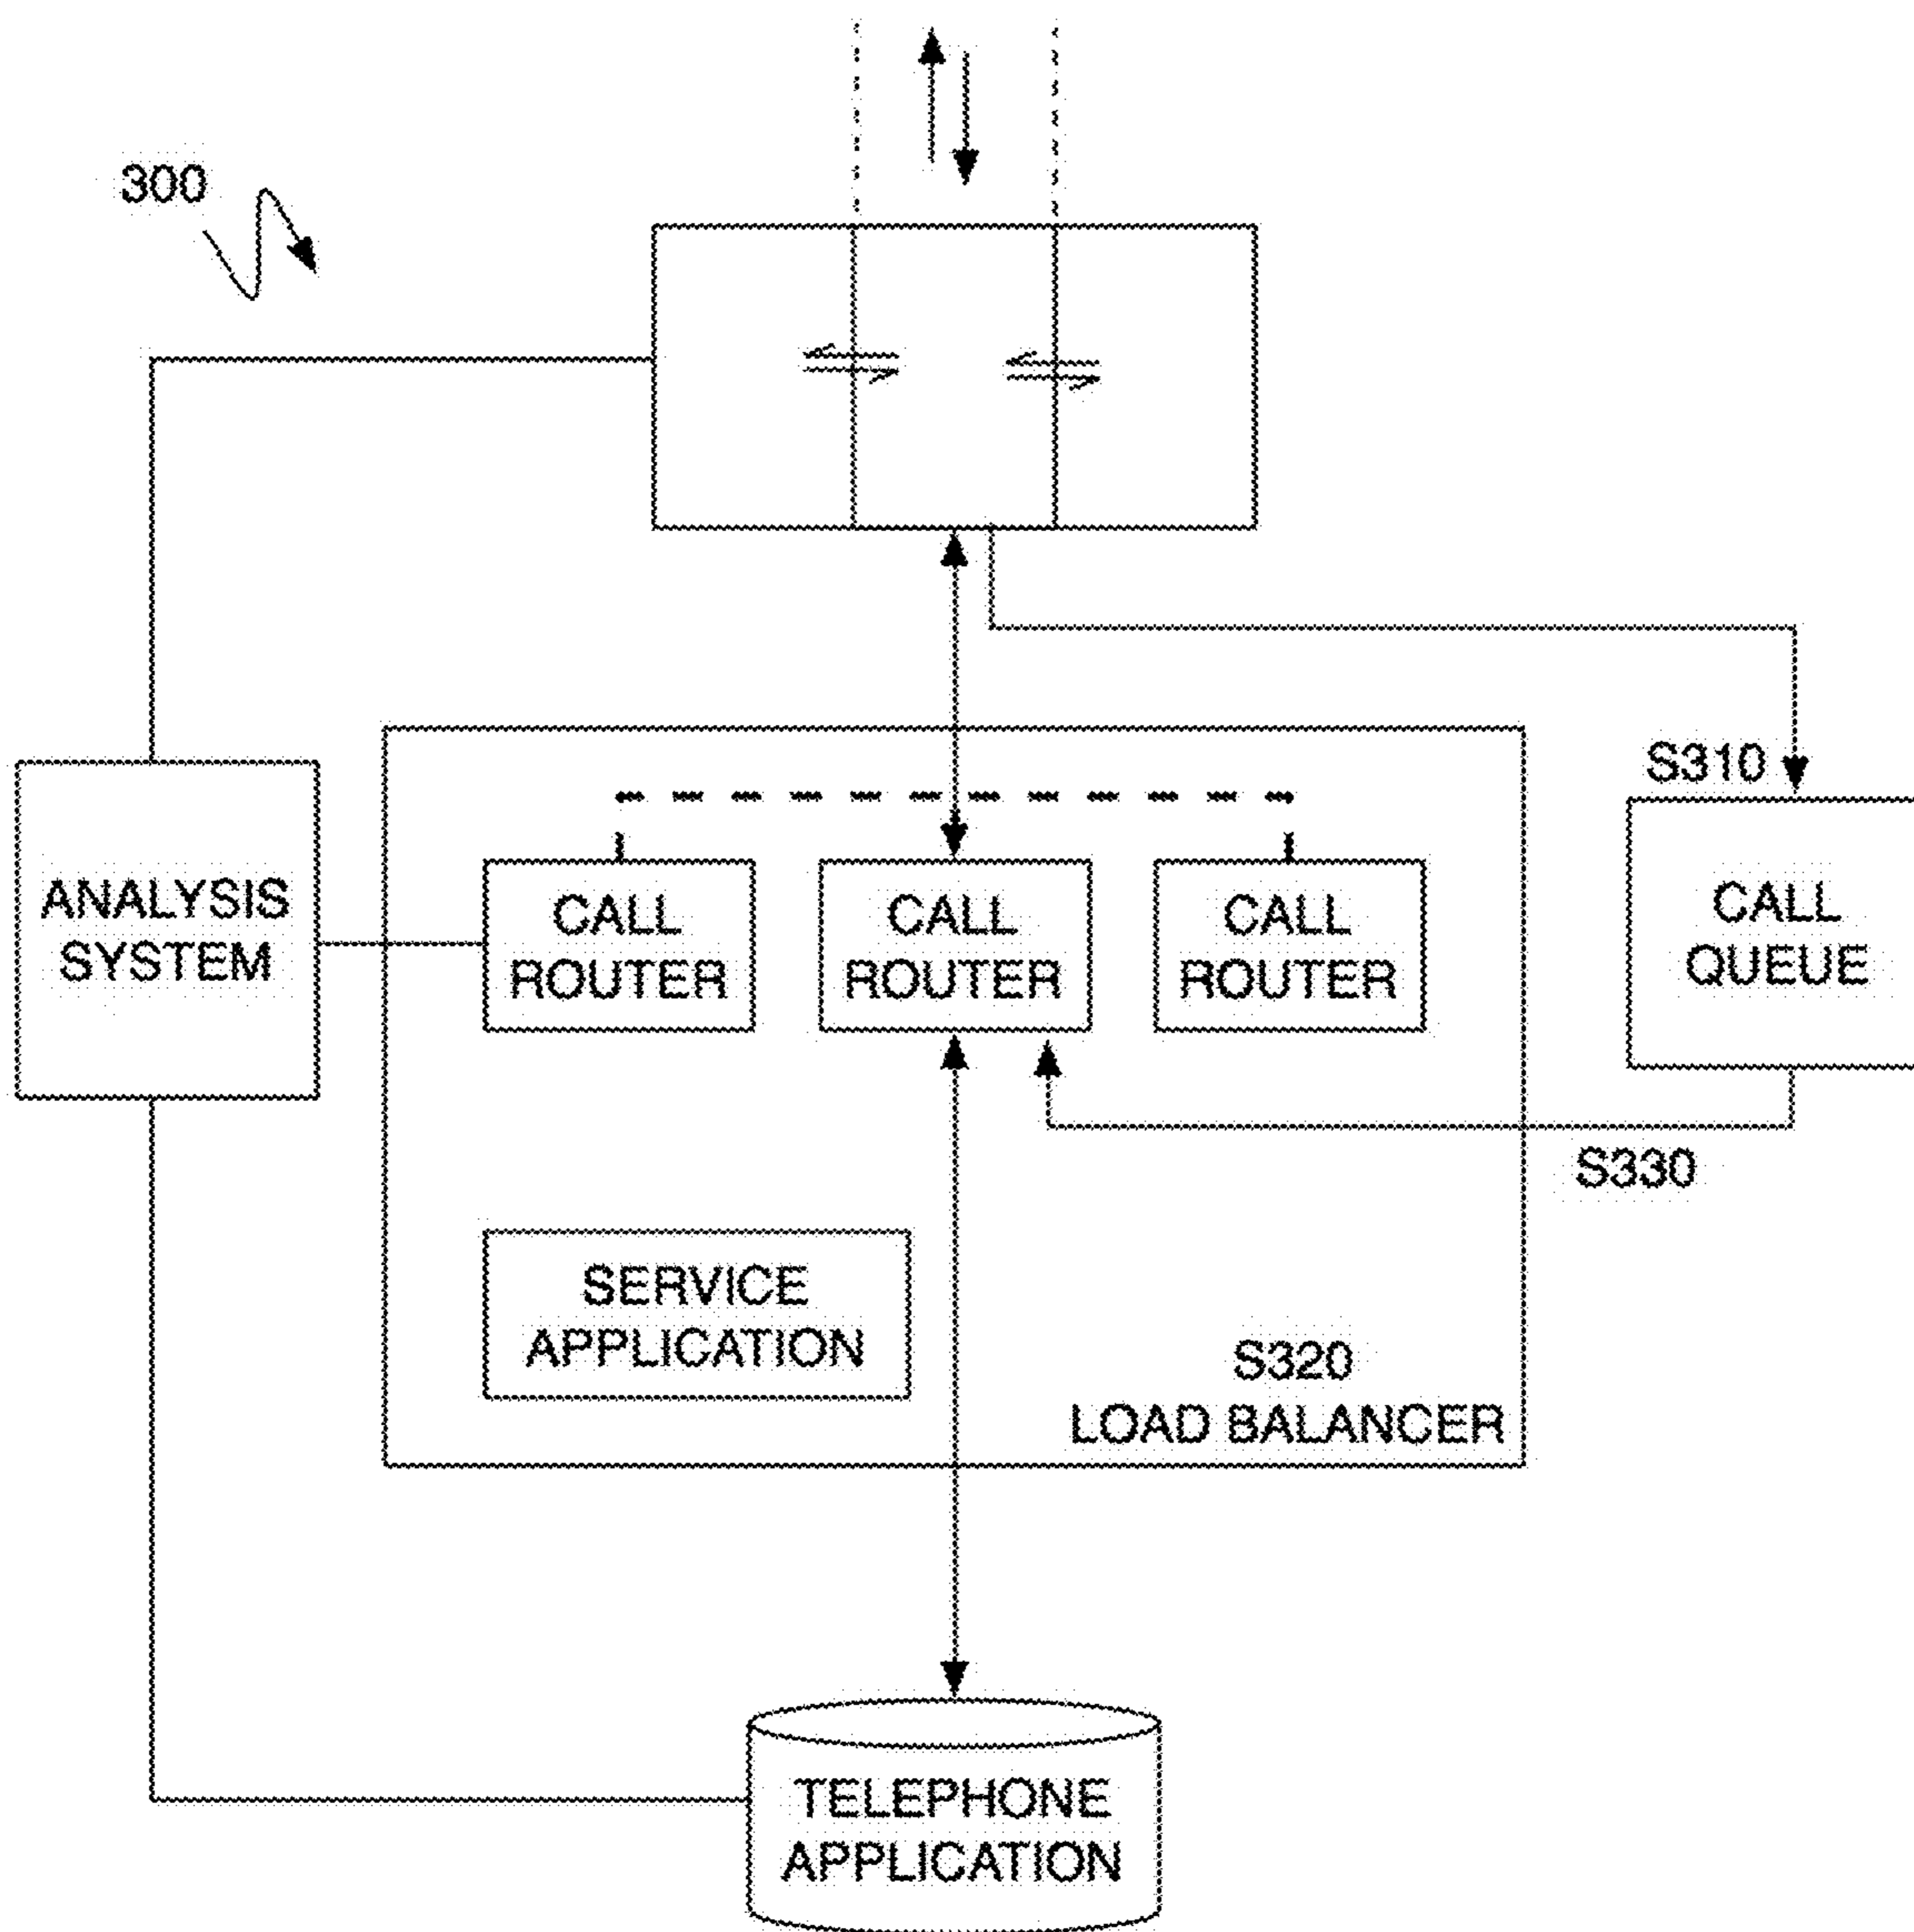 300
S310
ANALYSIS
SYSTEM
CALL
ROUTER
CALL
ROUTER
CALL
ROUTER
CALL
QUEUE
S330
SERVICE
APPLICATION
S320
LOAD BALANCER
TELEPHONE
APPLICATION